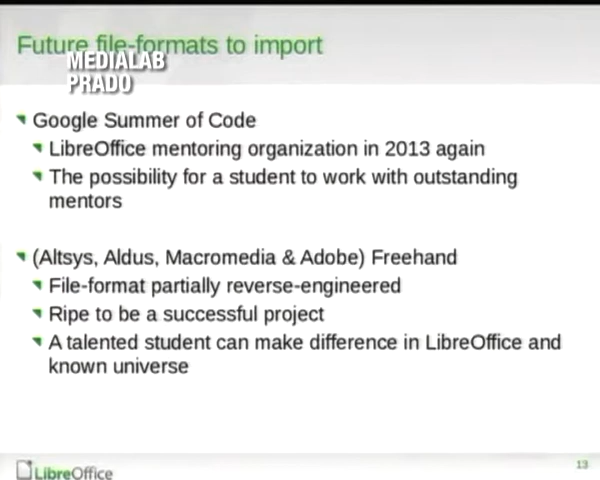 Future file-formats to import
MEDIALAB
PRADO
Google Summer of Code
LibreOffice mentoring organization in 2013 again
The possibility for a student to work with outstanding
mentors
(Altsys, Aldus, Macromedia & Adobe) Freehand
File-format partially reverse-engineered
Ripe to be a successful project
A talented student can make difference in LibreOffice and
known universe
LibreOffice
13